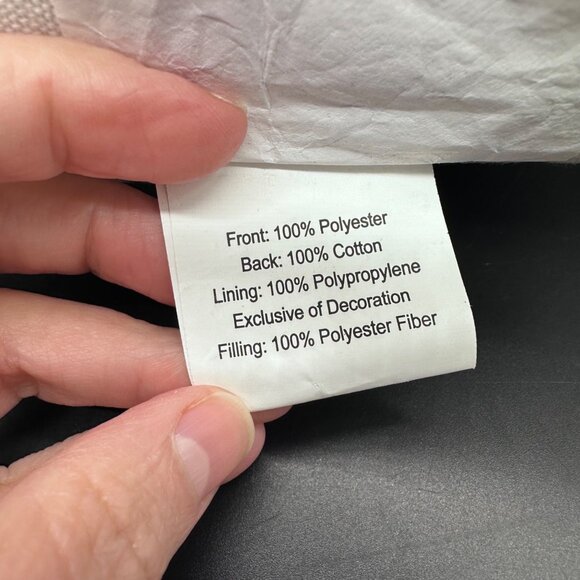 Front: 100% Polyester
Back: 100% Cotton
Lining: 100% Polypropylene
Exclusive of Decoration
Filling: 100% Polyester Fiber